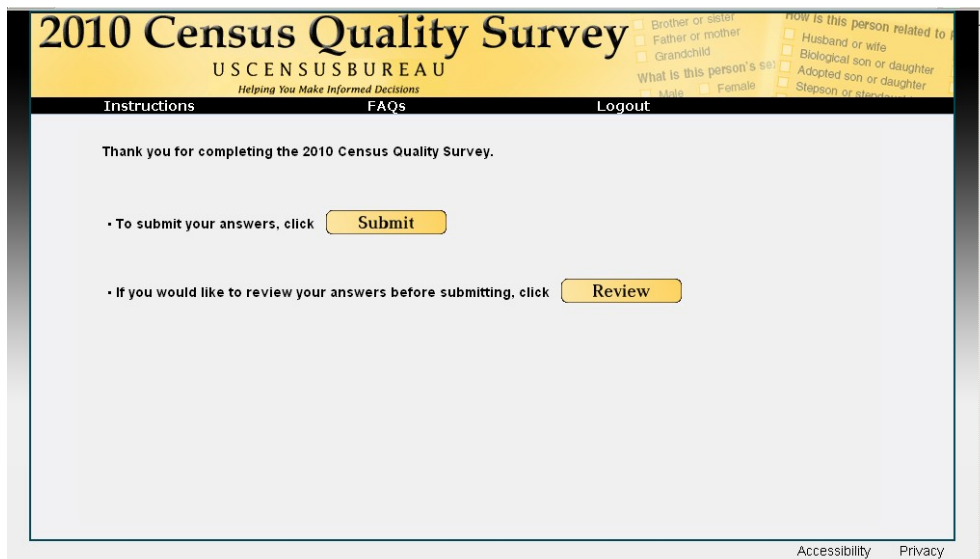 2010 Census Quality Survey
USCENSUSBUREAU
Helping You Make Informed Decisions
Brother or sister
Father or mother
Grandchild
What is this person's sex
Male Female
How is this person related to
Husband or wife
Biological son or daughter
Adopted son or daughter
Stepson or stepdaughter
Instructions FAQs Logout
Thank you for completing the 2010 Census Quality Survey.
▪ To submit your answers, click Submit
▪ If you would like to review your answers before submitting, click Review
Accessibility Privacy